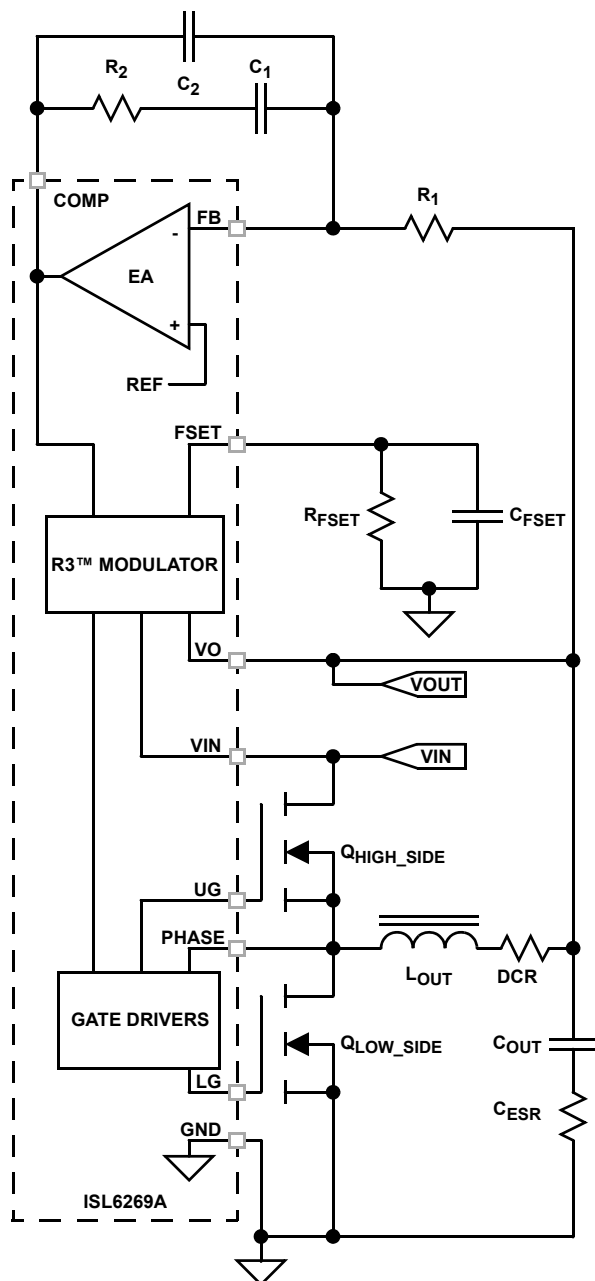 R2
C2
C1
COMP
FB
R1
-
EA
+
REF
FSET
RFSET
CFSET
R3™ MODULATOR
VO
VOUT
VIN
VIN
QHIGH_SIDE
UG
PHASE
LOUT
DCR
GATE DRIVERS
QLOW_SIDE
COUT
LG
CESR
GND
ISL6269A